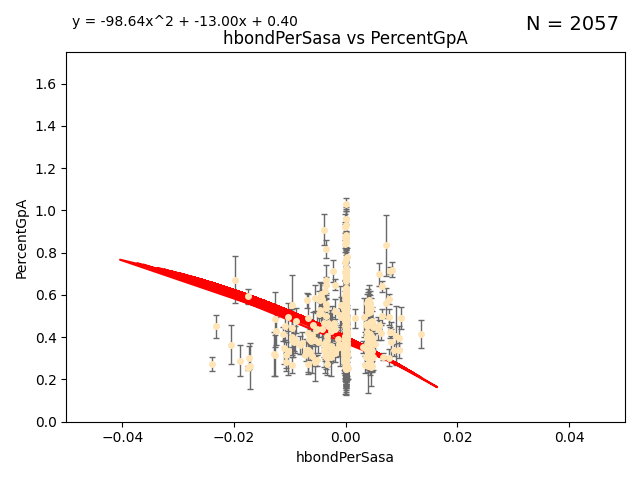 y = -98.64x^2 + -13.00x + 0.40
N = 2057
hbondPerSasa vs PercentGpA
1.6
1.4
1.2
1.0
0.8
0.6
0.4
0.2
0.0
PercentGpA
−0.04
−0.02
0.00
0.02
0.04
hbondPerSasa